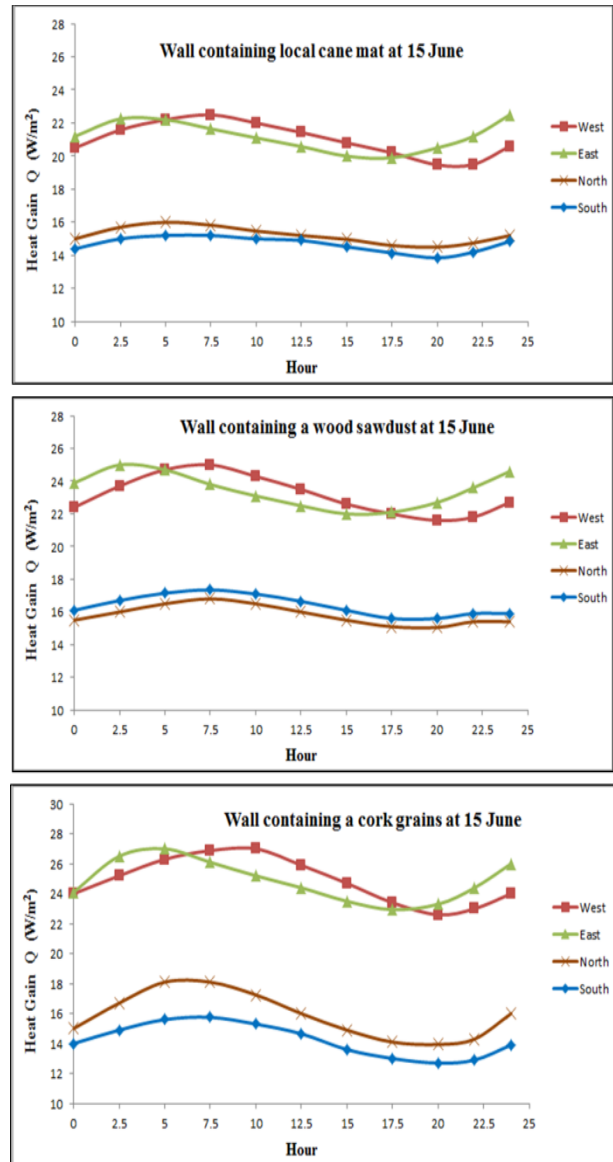 Wall containing local cane mat at 15 June
Heat Gain Q (W/m²)
28
26
24
22
20
18
16
14
12
10
0 2.5 5 7.5 10 12.5 15 17.5 20 22.5 25
Hour
West
East
North
South
Wall containing a wood sawdust at 15 June
Heat Gain Q (W/m²)
28
26
24
22
20
18
16
14
12
10
0 2.5 5 7.5 10 12.5 15 17.5 20 22.5 25
Hour
West
East
North
South
Wall containing a cork grains at 15 June
Heat Gain Q (W/m²)
30
28
26
24
22
20
18
16
14
12
10
0 2.5 5 7.5 10 12.5 15 17.5 20 22.5 25
Hour
West
East
North
South